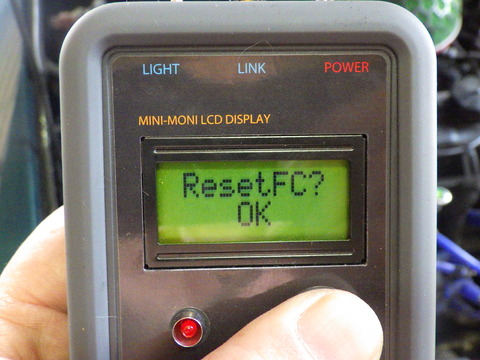 LIGHT LINK POWER
MINI-MONI LCD DISPLAY
ResetFC?
OK